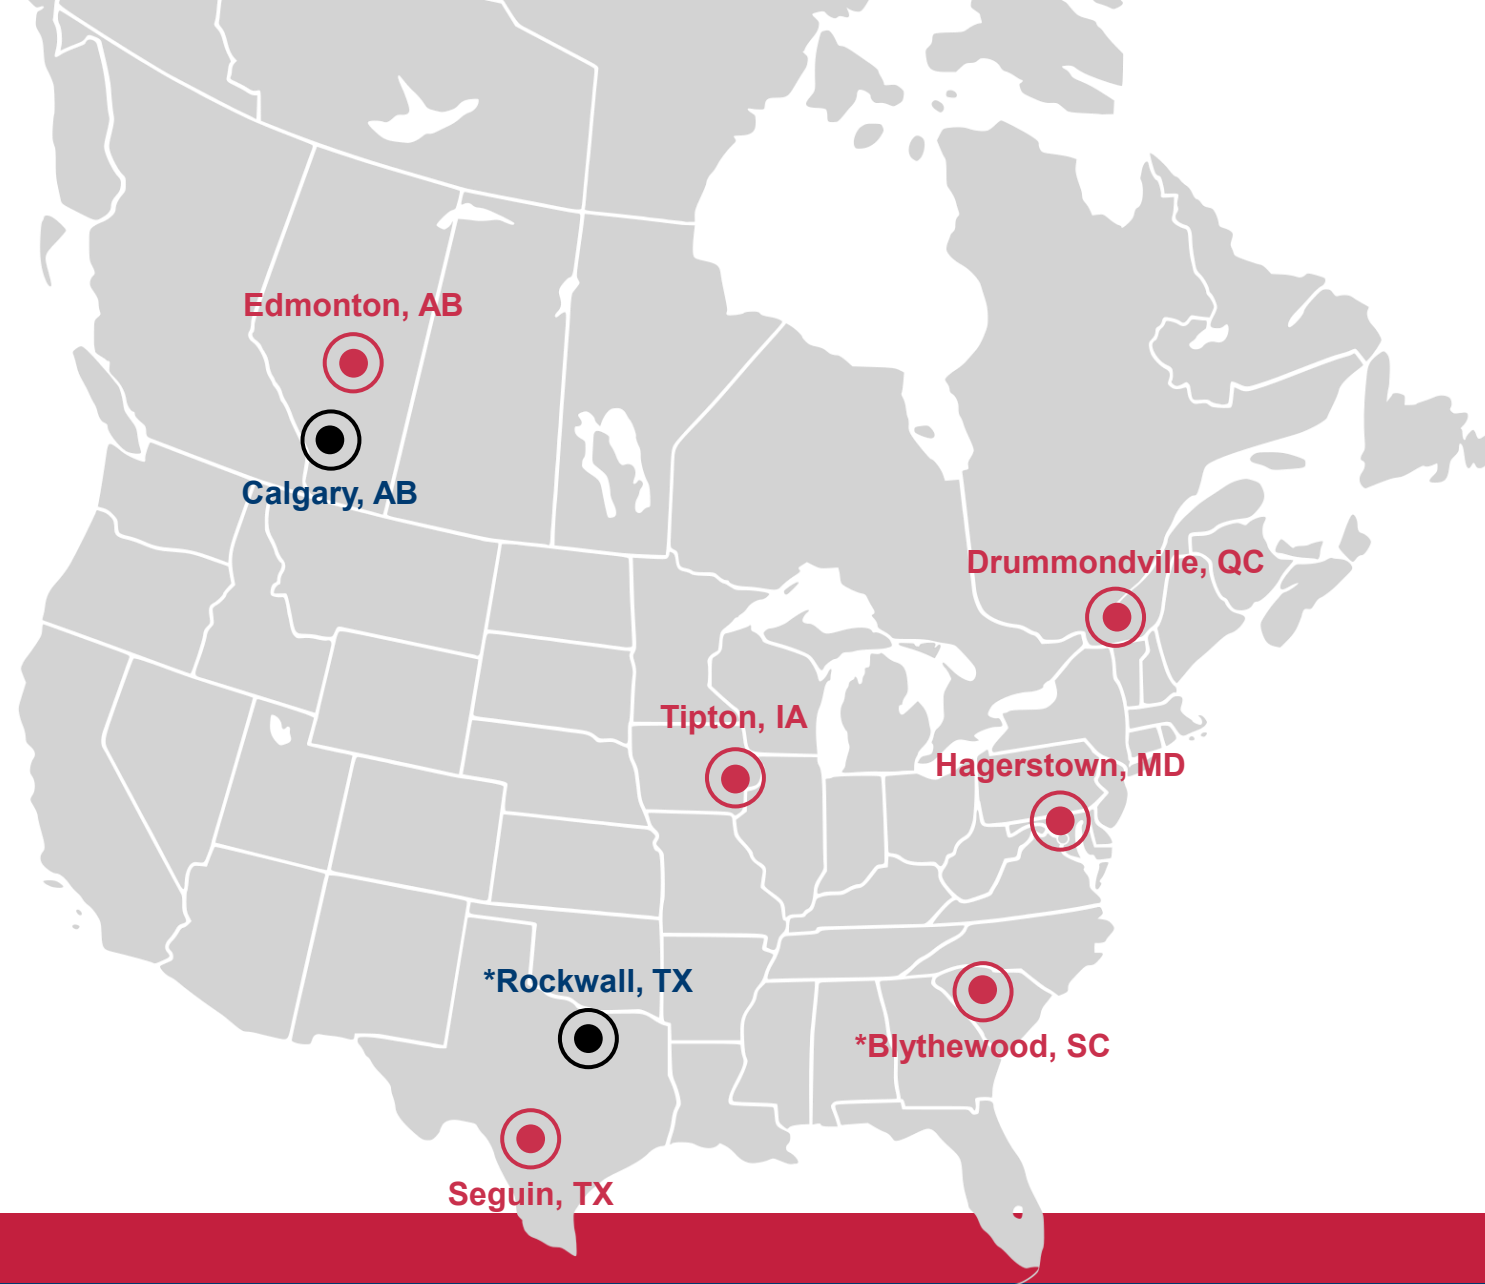 Edmonton, AB
Calgary, AB
Drummondville, QC
Tipton, IA
Hagerstown, MD
*Rockwall, TX
*Blythewood, SC
Seguin, TX